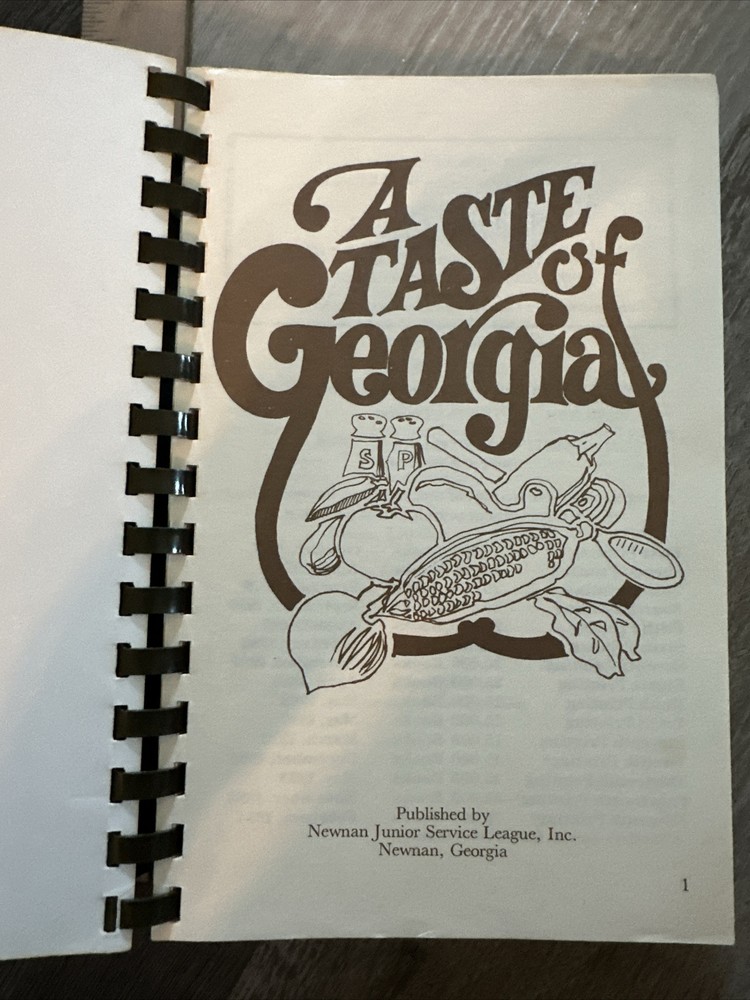 A
TASTE
of
Georgia
S P
Published by
Newnan Junior Service League, Inc.
Newnan, Georgia
1